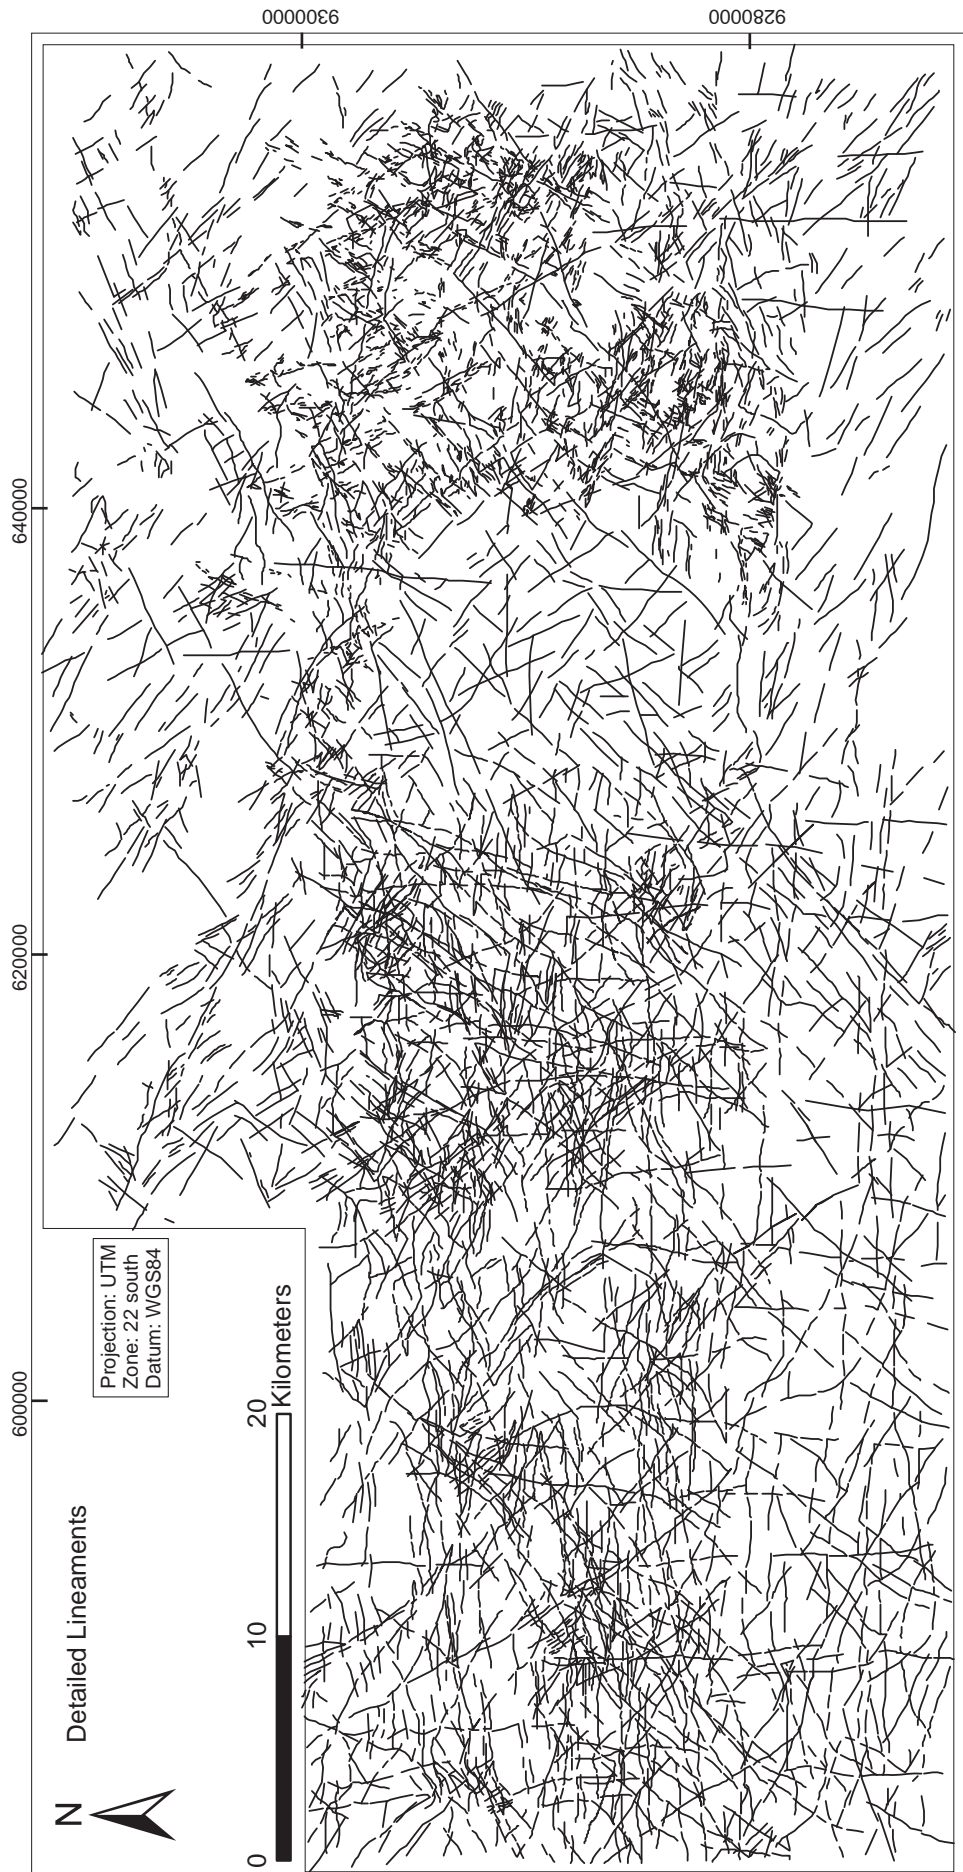 600000
620000
640000
N
Detailed Lineaments
Projection: UTM
Zone: 22 south
Datum: WGS84
0
10
20
Kilometers
9300000
9280000